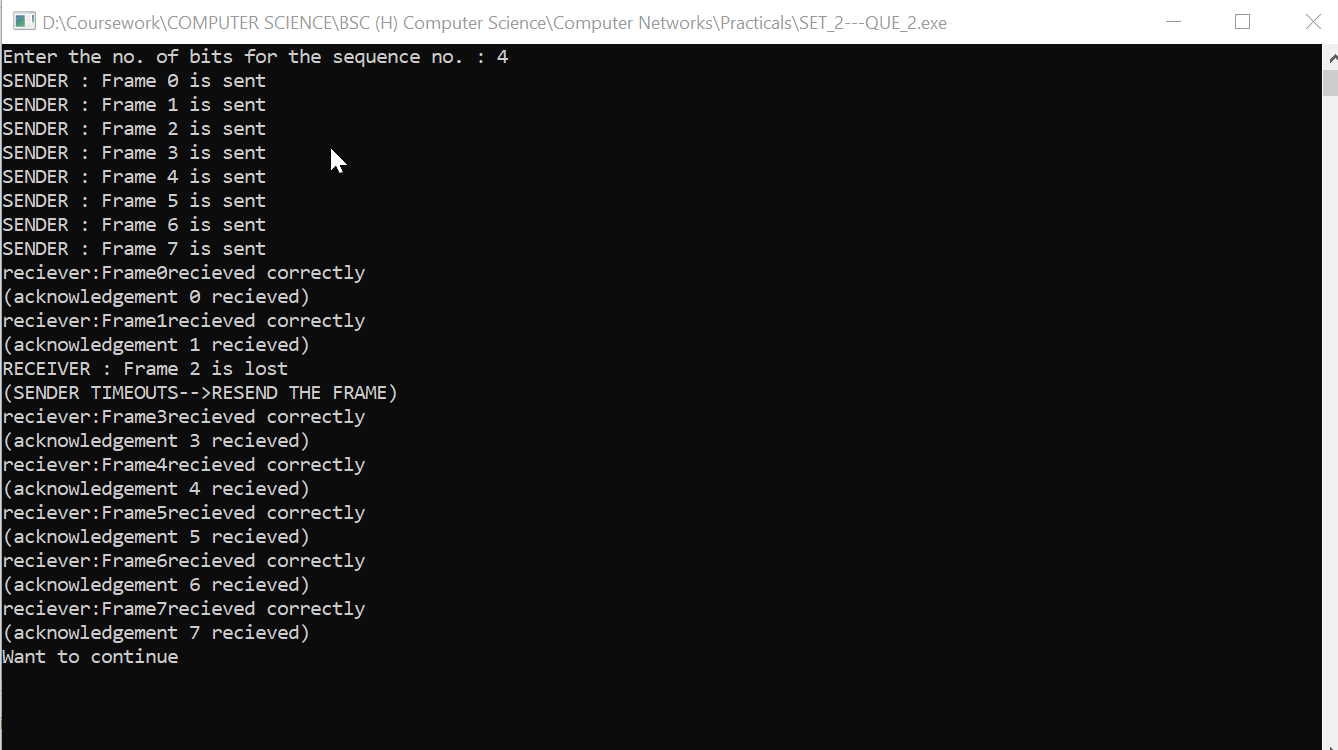 D:\Coursework\COMPUTER SCIENCE\BSC (H) Computer Science\Computer Networks\Practicals\SET_2---QUE_2.exe
Enter the no. of bits for the sequence no. : 4
SENDER : Frame 0 is sent
SENDER : Frame 1 is sent
SENDER : Frame 2 is sent
SENDER : Frame 3 is sent
SENDER : Frame 4 is sent
SENDER : Frame 5 is sent
SENDER : Frame 6 is sent
SENDER : Frame 7 is sent
reciever:Frame0recieved correctly
(acknowledgement 0 recieved)
reciever:Frame1recieved correctly
(acknowledgement 1 recieved)
RECEIVER : Frame 2 is lost
(SENDER TIMEOUTS-->RESEND THE FRAME)
reciever:Frame3recieved correctly
(acknowledgement 3 recieved)
reciever:Frame4recieved correctly
(acknowledgement 4 recieved)
reciever:Frame5recieved correctly
(acknowledgement 5 recieved)
reciever:Frame6recieved correctly
(acknowledgement 6 recieved)
reciever:Frame7recieved correctly
(acknowledgement 7 recieved)
Want to continue